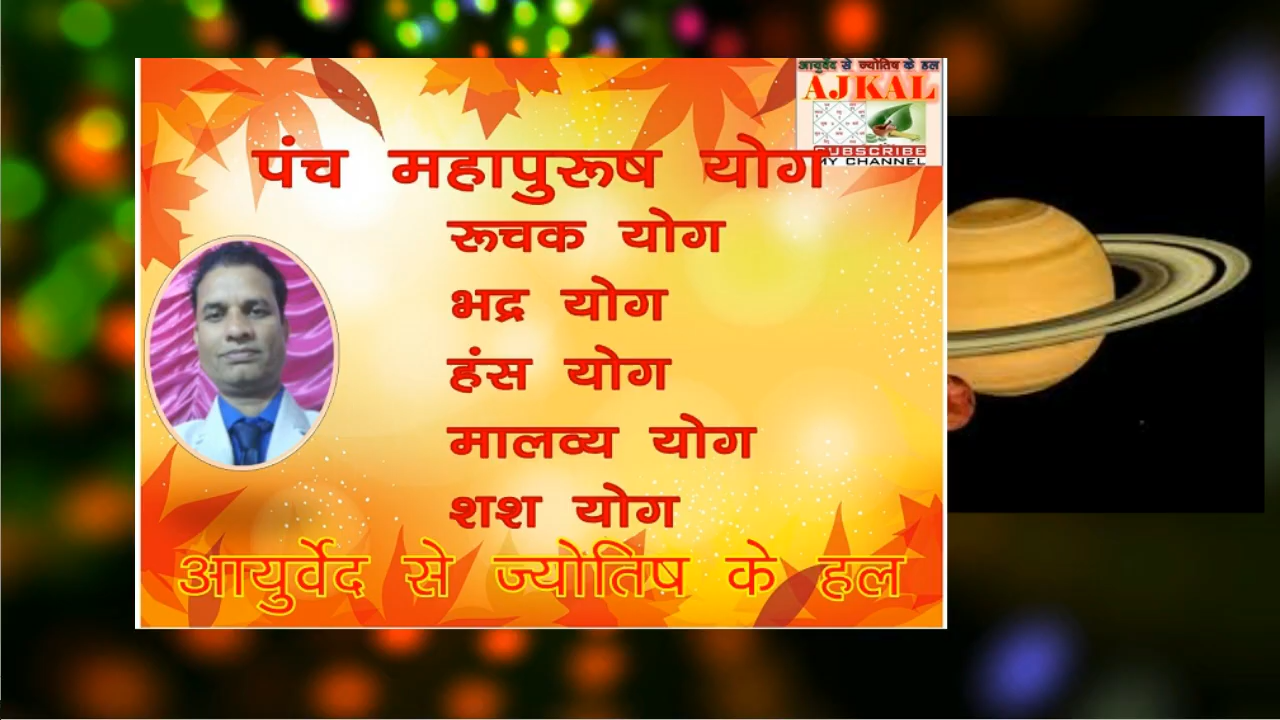 आयुर्वेद से ज्योतिष के हल
AJKAL
SUBSCRIBE
MY CHANNEL
पंच महापुरुष योग
रुचक योग
भद्र योग
हंस योग
मालव्य योग
शश योग
आयुर्वेद से ज्योतिष के हल